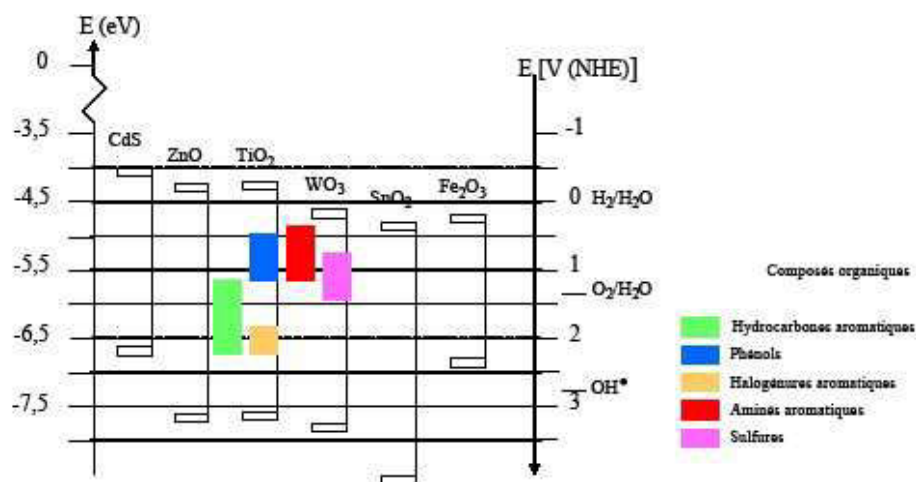 E (eV)
0
E [V (NHE)]
-3,5
-1
CdS
ZnO
TiO₂
WO₃
SnO₂
Fe₂O₃
-4,5
0 H₂/H₂O
-5,5
1
O₂/H₂O
-6,5
2
OH•
-7,5
3
Composés organiques
Hydrocarbones aromatiques
Phénols
Halogénures aromatiques
Aminés aromatiques
Sulfures